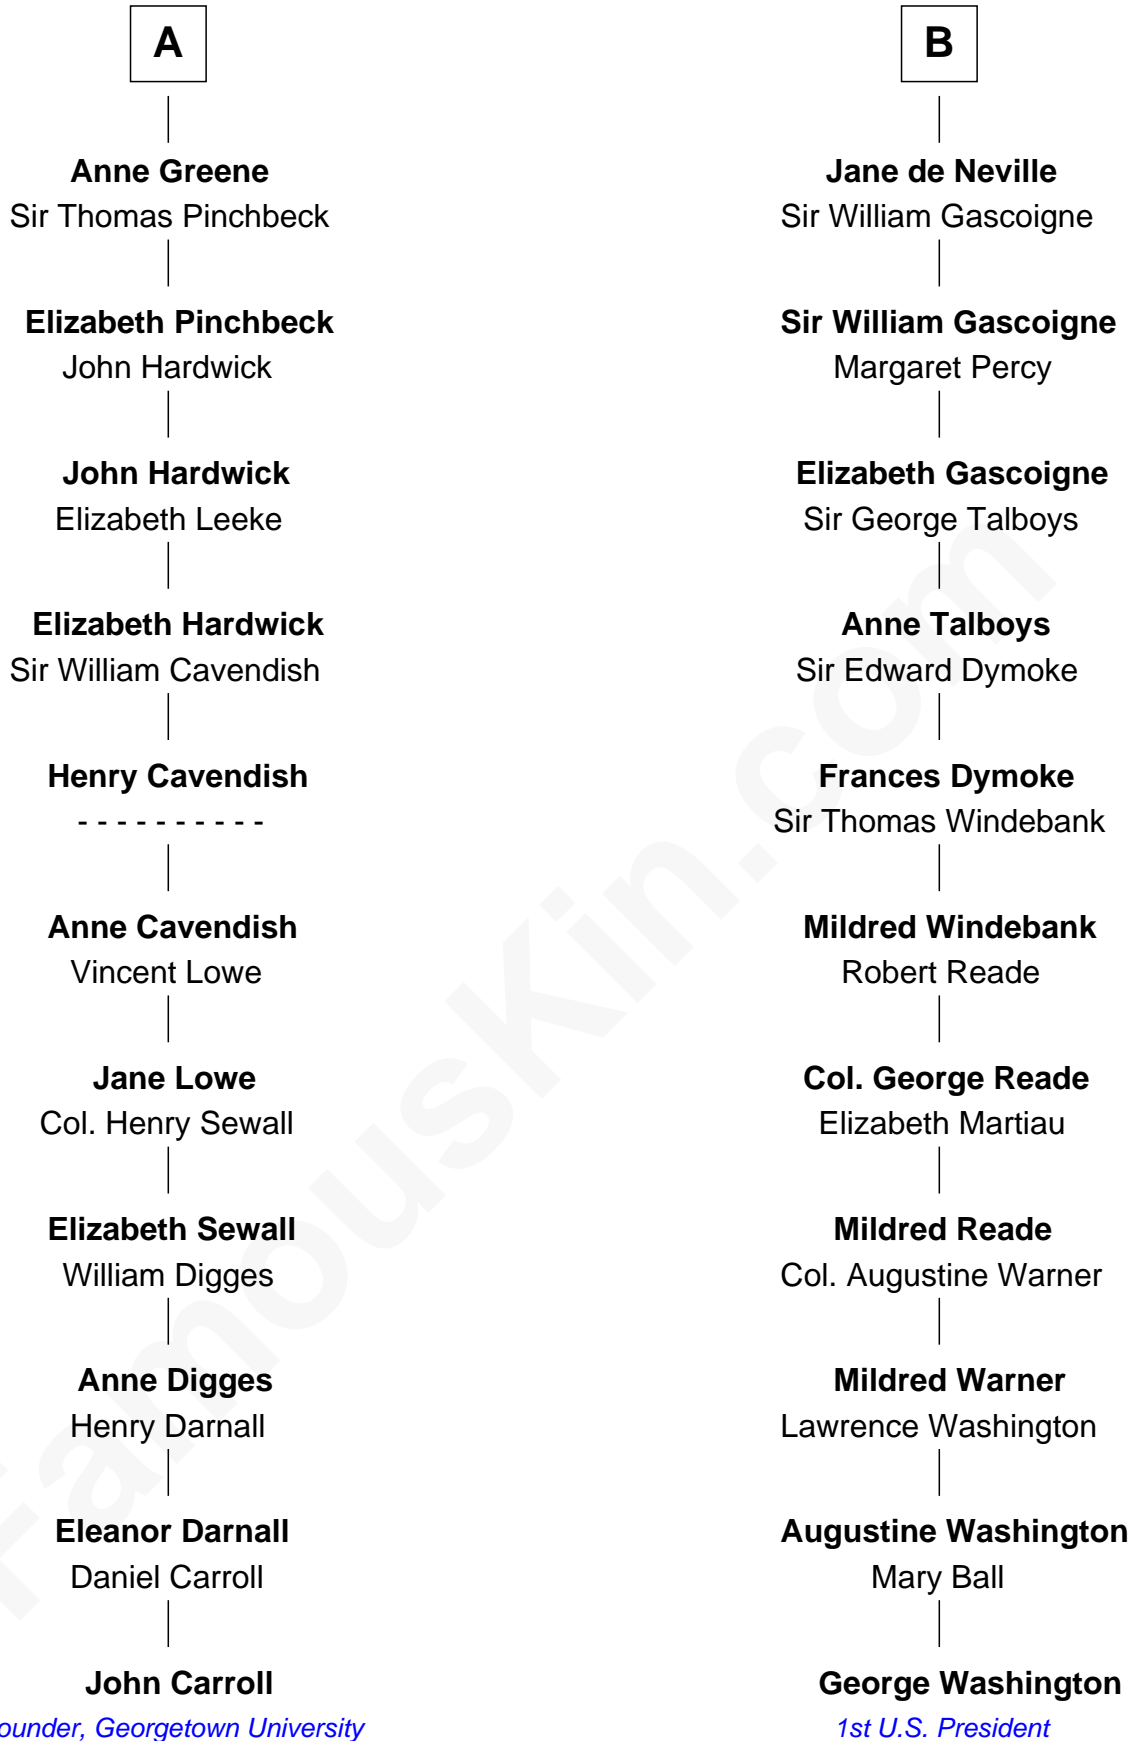 A
Anne Greene
Sir Thomas Pinchbeck
Elizabeth Pinchbeck
John Hardwick
John Hardwick
Elizabeth Leeke
Elizabeth Hardwick
Sir William Cavendish
Henry Cavendish
- - - - - - - - - -
Anne Cavendish
Vincent Lowe
Jane Lowe
Col. Henry Sewall
Elizabeth Sewall
William Digges
Anne Digges
Henry Darnall
Eleanor Darnall
Daniel Carroll
John Carroll
ounder, Georgetown University
B
Jane de Neville
Sir William Gascoigne
Sir William Gascoigne
Margaret Percy
Elizabeth Gascoigne
Sir George Talboys
Anne Talboys
Sir Edward Dymoke
Frances Dymoke
Sir Thomas Windebank
Mildred Windebank
Robert Reade
Col. George Reade
Elizabeth Martiau
Mildred Reade
Col. Augustine Warner
Mildred Warner
Lawrence Washington
Augustine Washington
Mary Ball
George Washington
1st U.S. President
FamousKin.com